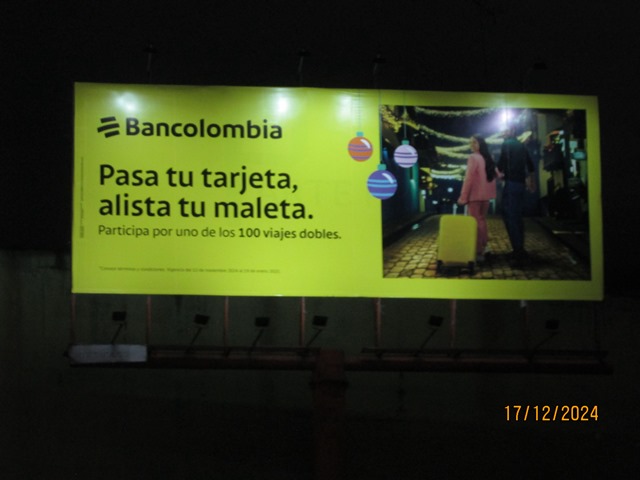 Bancolombia
Pasa tu tarjeta,
alista tu maleta.
Participa por uno de los 100 viajes dobles.
17/12/2024